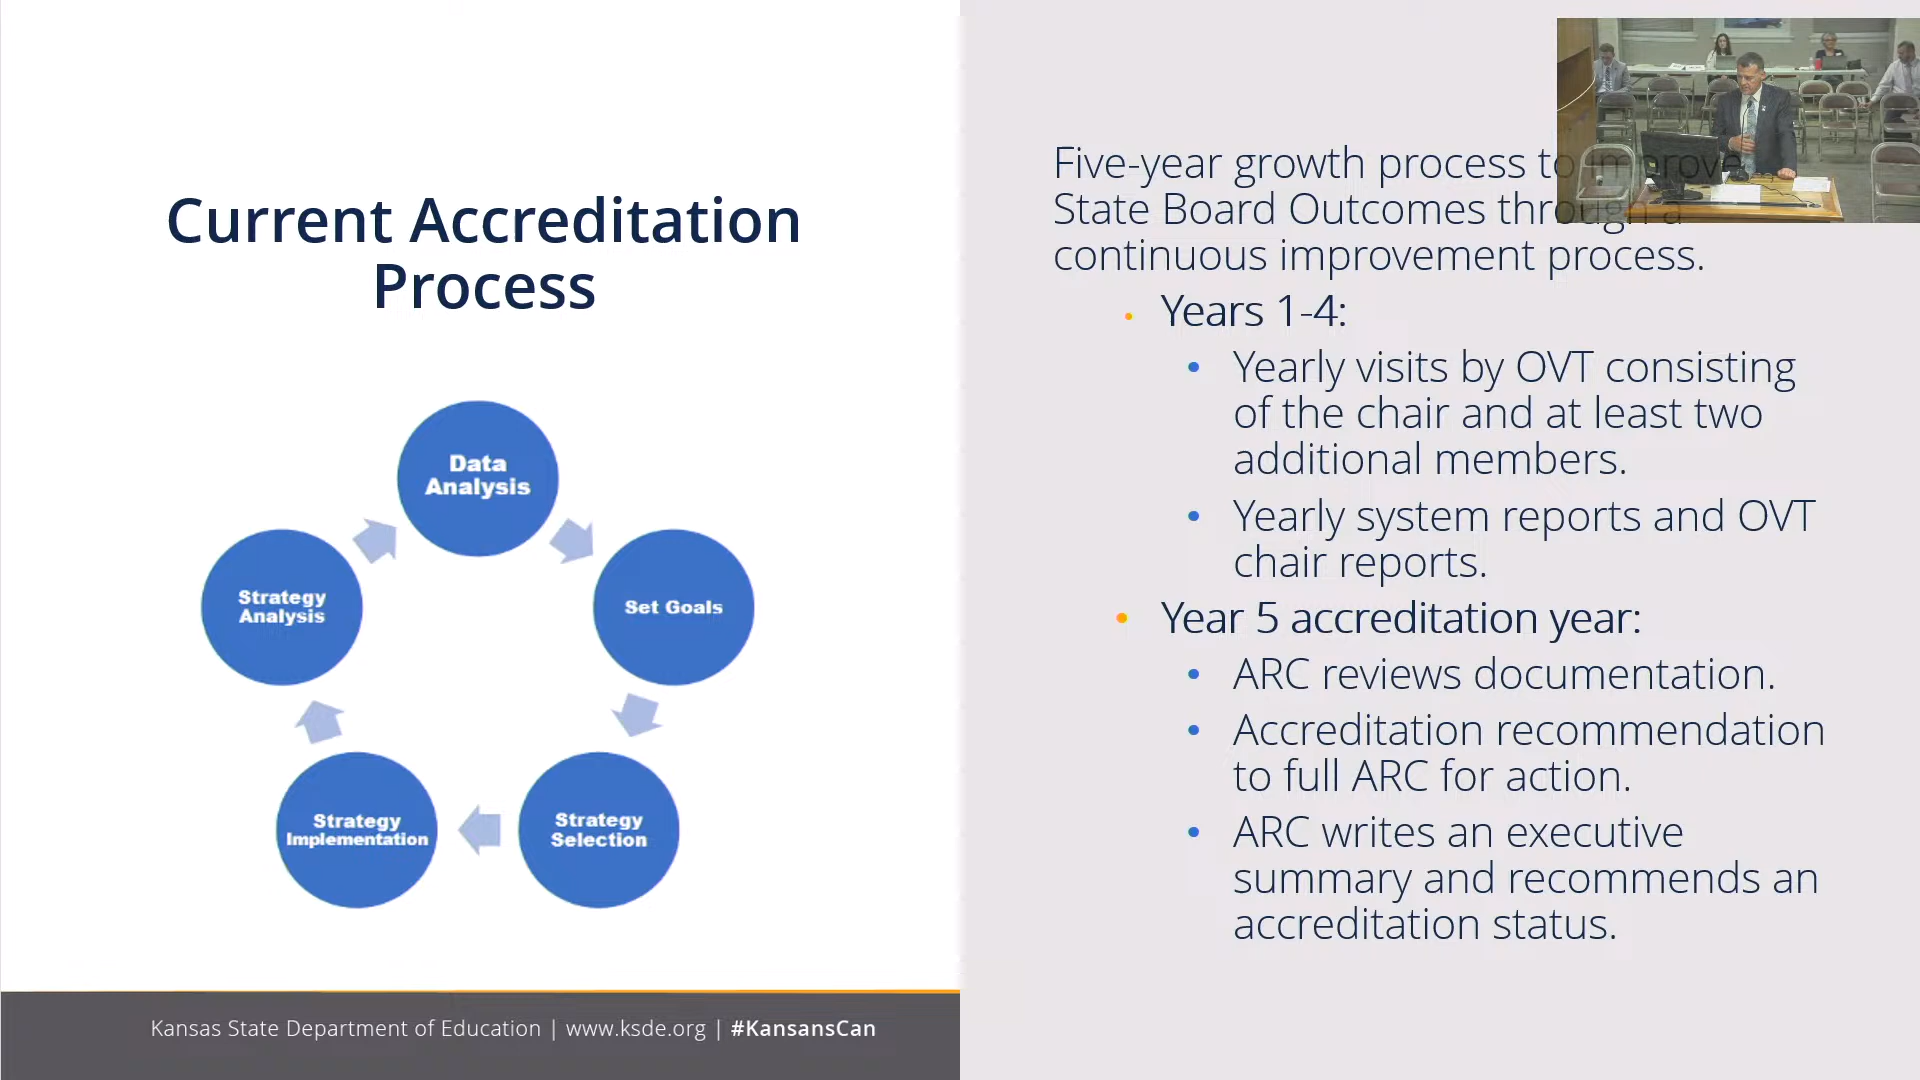 Current Accreditation
Process
Data
Analysis
Set Goals
Strategy
Selection
Strategy
Implementation
Strategy
Analysis
Kansas State Department of Education | www.ksde.org | #KansansCan
Five-year growth process to improve
State Board Outcomes through a
continuous improvement process.
• Years 1-4:
• Yearly visits by OVT consisting
of the chair and at least two
additional members.
• Yearly system reports and OVT
chair reports.
• Year 5 accreditation year:
• ARC reviews documentation.
• Accreditation recommendation
to full ARC for action.
• ARC writes an executive
summary and recommends an
accreditation status.